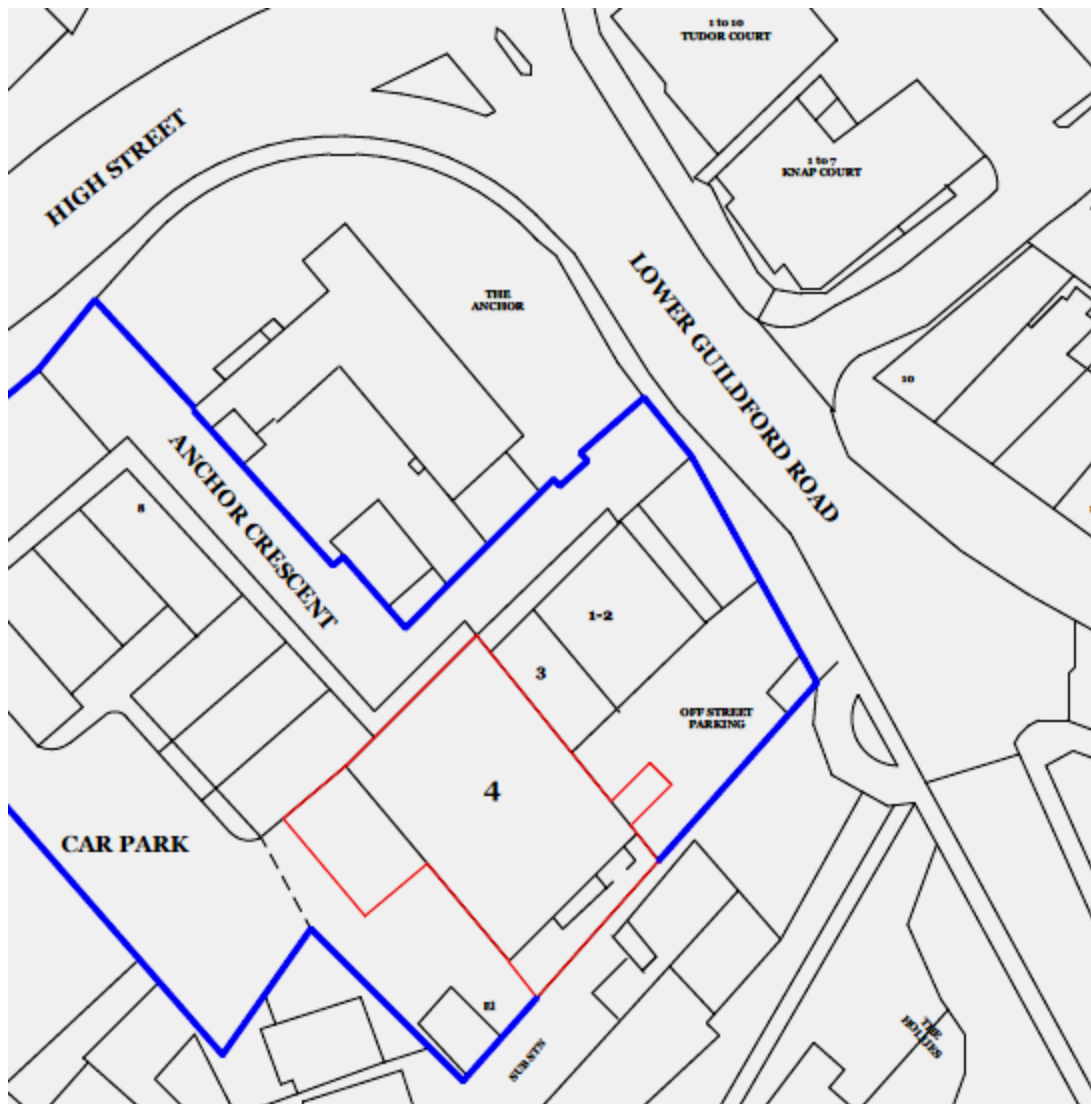 1 to 10
TUDOR COURT
HIGH STREET
1 to 7
KNAP COURT
LOWER GUILDFORD ROAD
THE
ANCHOR
10
ANCHOR CRESCENT
8
1-2
3
OFF STREET
PARKING
4
CAR PARK
El
SUB STN
THE
HOLLIES